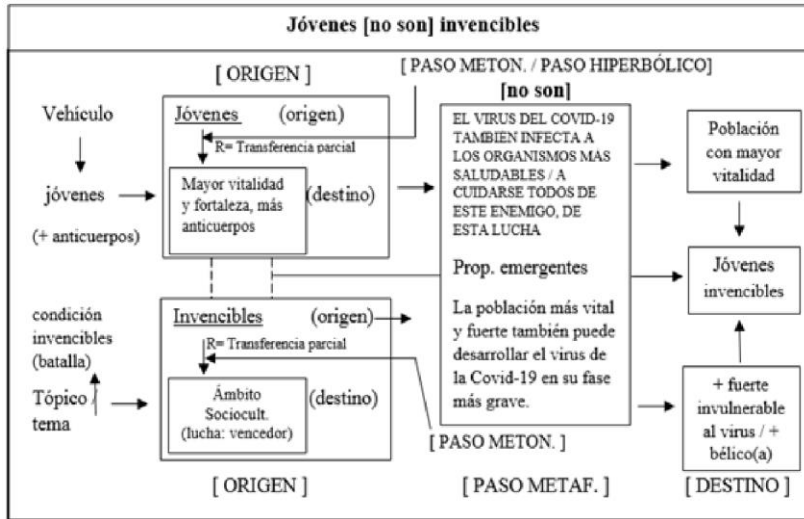 Jóvenes [no son] invencibles
[ ORIGEN ]
[ PASO METON. / PASO HIPERBÓLICO]
[no son]
Vehículo
jóvenes
(+ anticuerpos)
Jóvenes (origen)
R= Transferencia parcial
Mayor vitalidad
y fortaleza, más
anticuerpos
(destino)
EL VIRUS DEL COVID-19
TAMBIEN INFECTA A
LOS ORGANISMOS MAS
SALUDABLES / A
CUIDARSE TODOS DE
ESTE ENEMIGO, DE
ESTA LUCHA
Prop. emergentes
La población más vital
y fuerte también puede
desarrollar el virus de
la Covid-19 en su fase
más grave.
Población
con mayor
vitalidad
Jóvenes
invencibles
condición
invencibles
(batalla)
Tópico /
tema
Invencibles (origen)
R= Transferencia parcial
Ámbito
Sociocult.
(lucha: vencedor)
(destino)
[ PASO METON. ]
+ fuerte
invulnerable
al virus / +
bélico(a)
[ ORIGEN ]
[ PASO METAF. ]
[ DESTINO ]